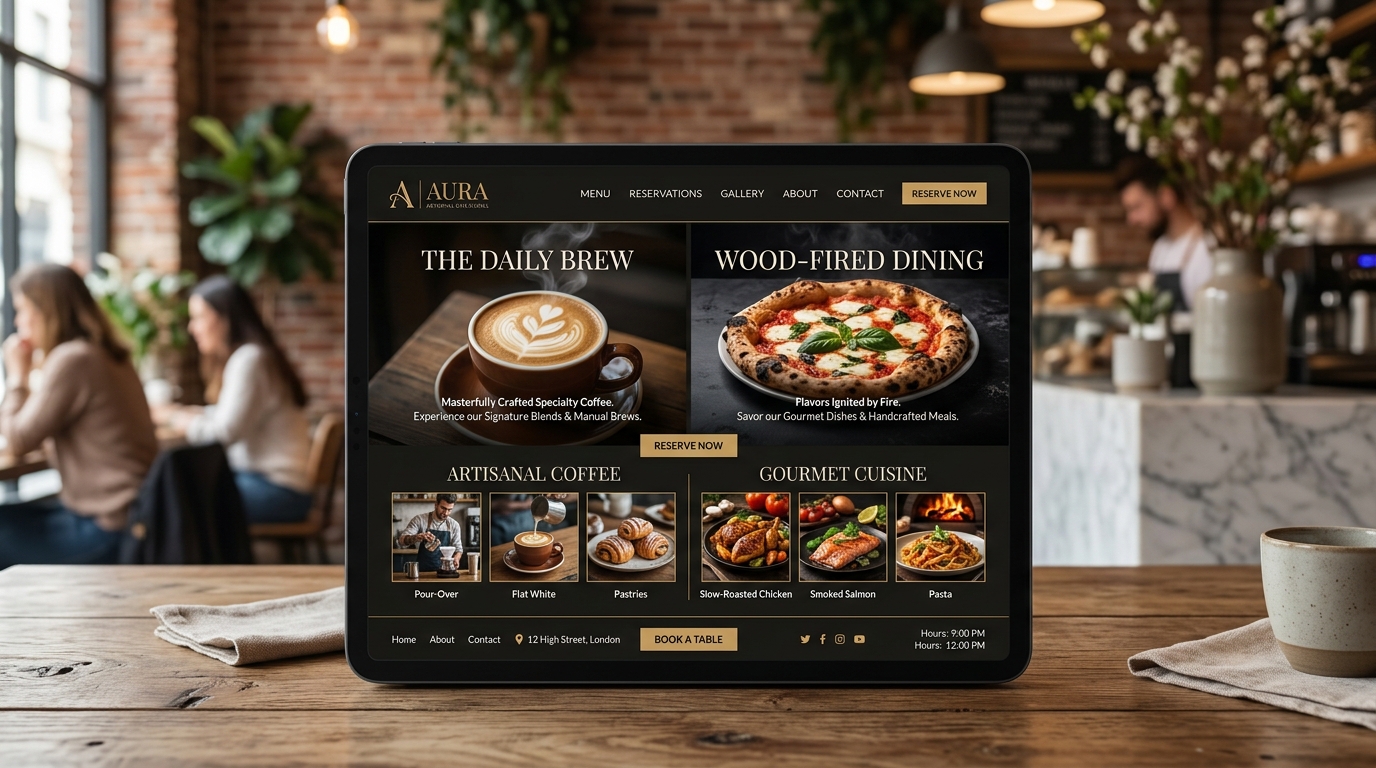 AURA
MENU RESERVATIONS GALLERY ABOUT CONTACT RESERVE NOW
THE DAILY BREW
Masterfully Crafted Specialty Coffee.
Experience our Signature Blends & Manual Brews.
WOOD-FIRED DINING
Flavors Ignited by Fire.
Savor our Gourmet Dishes & Handcrafted Meals.
RESERVE NOW
ARTISANAL COFFEE
Pour-Over Flat White Pastries
GOURMET CUISINE
Slow-Roasted Chicken Smoked Salmon Pasta
Home About Contact 12 High Street, London BOOK A TABLE
Hours: 9:00 PM
Hours: 12:00 PM